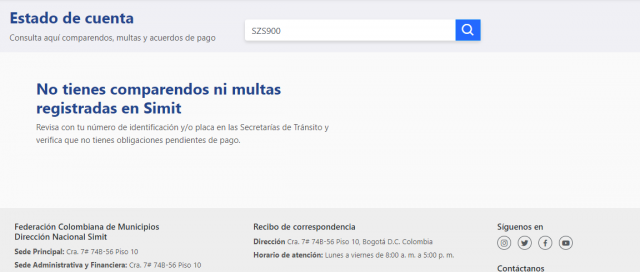 Estado de cuenta
Consulta aquí comparendos, multas y acuerdos de pago
SZS900
No tienes comparendos ni multas
registradas en Simit
Revisa con tu número de identificación y/o placa en las Secretarías de Tránsito y
verifica que no tienes obligaciones pendientes de pago.
Federación Colombiana de Municipios
Dirección Nacional Simit
Sede Principal: Cra. 7# 74B-56 Piso 10
Sede Administrativa y Financiera: Cra. 7# 74B-56 Piso 10
Recibo de correspondencia
Dirección Cra. 7# 74B-56 Piso 10, Bogotá D.C. Colombia
Horario de atención: Lunes a viernes de 8:00 a. m. a 5:00 p. m.
Síguenos en
Contáctanos